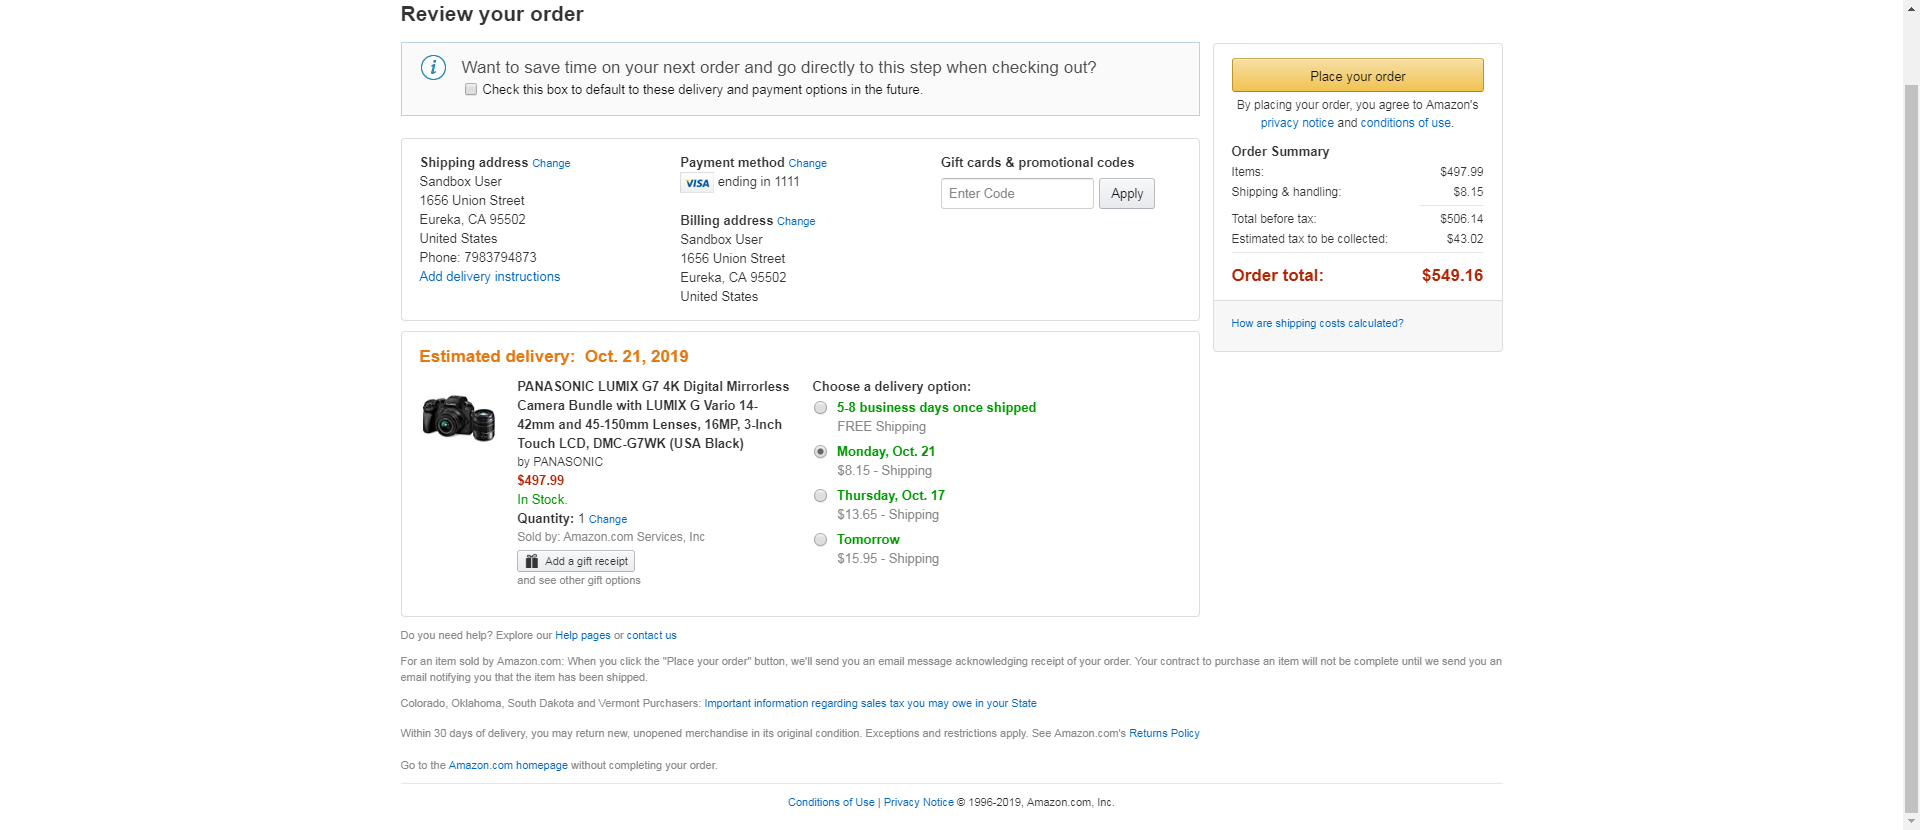 Review your order
Want to save time on your next order and go directly to this step when checking out?
Check this box to default to these delivery and payment options in the future.
Shipping address Change
Sandbox User
1656 Union Street
Eureka, CA 95502
United States
Phone: 7983794873
Add delivery instructions
Payment method Change
VISA ending in 1111
Billing address Change
Sandbox User
1656 Union Street
Eureka, CA 95502
United States
Gift cards & promotional codes
Enter Code
Apply
Place your order
By placing your order, you agree to Amazon's
privacy notice and conditions of use.
Order Summary
Items: $497.99
Shipping & handling: $8.15
Total before tax: $506.14
Estimated tax to be collected: $43.02
Order total: $549.16
How are shipping costs calculated?
Estimated delivery: Oct. 21, 2019
PANASONIC LUMIX G7 4K Digital Mirrorless
Camera Bundle with LUMIX G Vario 14-
42mm and 45-150mm Lenses, 16MP, 3-Inch
Touch LCD, DMC-G7WK (USA Black)
by PANASONIC
$497.99
In Stock.
Quantity: 1 Change
Sold by: Amazon.com Services, Inc
Add a gift receipt
and see other gift options
Choose a delivery option:
5-8 business days once shipped
FREE Shipping
Monday, Oct. 21
$8.15 - Shipping
Thursday, Oct. 17
$13.65 - Shipping
Tomorrow
$15.95 - Shipping
Do you need help? Explore our Help pages or contact us
For an item sold by Amazon.com: When you click the "Place your order" button, we'll send you an email message acknowledging receipt of your order. Your contract to purchase an item will not be complete until we send you an
email notifying you that the item has been shipped.
Colorado, Oklahoma, South Dakota and Vermont Purchasers: Important information regarding sales tax you may owe in your State
Within 30 days of delivery, you may return new, unopened merchandise in its original condition. Exceptions and restrictions apply. See Amazon.com's Returns Policy
Go to the Amazon.com homepage without completing your order.
Conditions of Use | Privacy Notice © 1996-2019, Amazon.com, Inc.